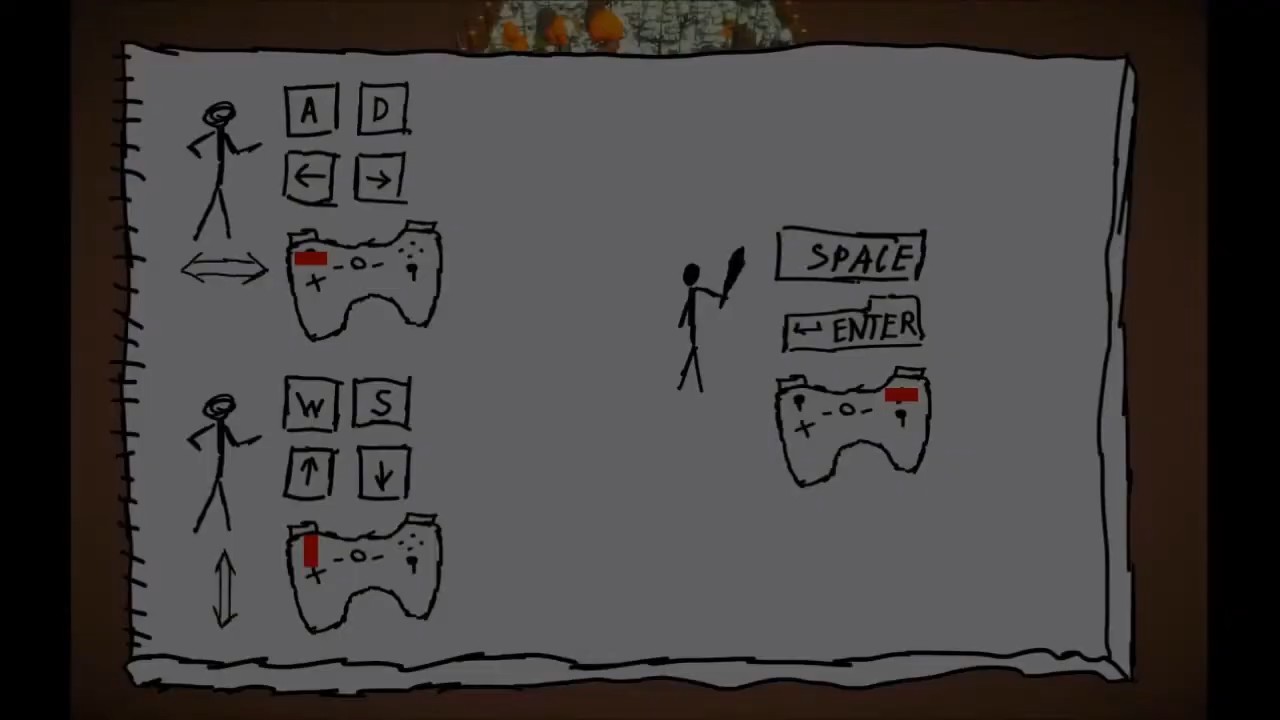 A D
← →
W S
↑ ↓
SPACE
↵ ENTER